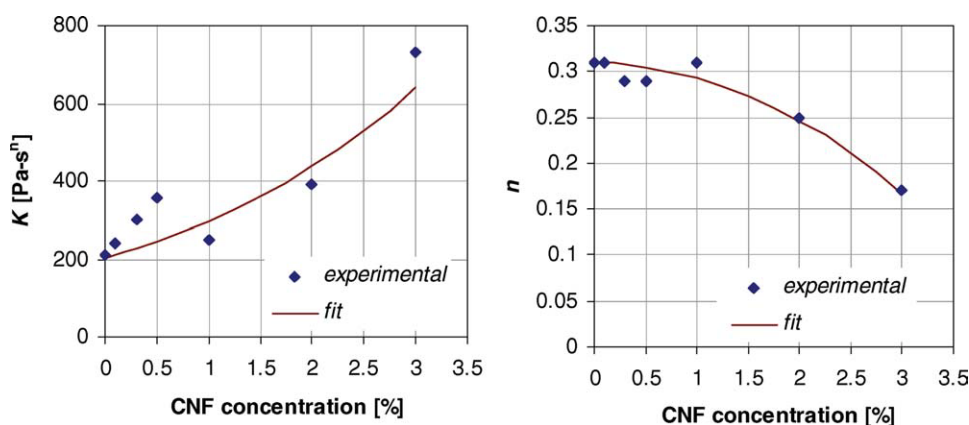 800
600
400
200
0
K [Pa-sⁿ]
0 0.5 1 1.5 2 2.5 3 3.5
CNF concentration [%]
experimental
fit
0.3
0.25
0.2
0.15
0.1
0.05
0
n
0 0.5 1 1.5 2 2.5 3 3.5
CNF concentration [%]
experimental
fit